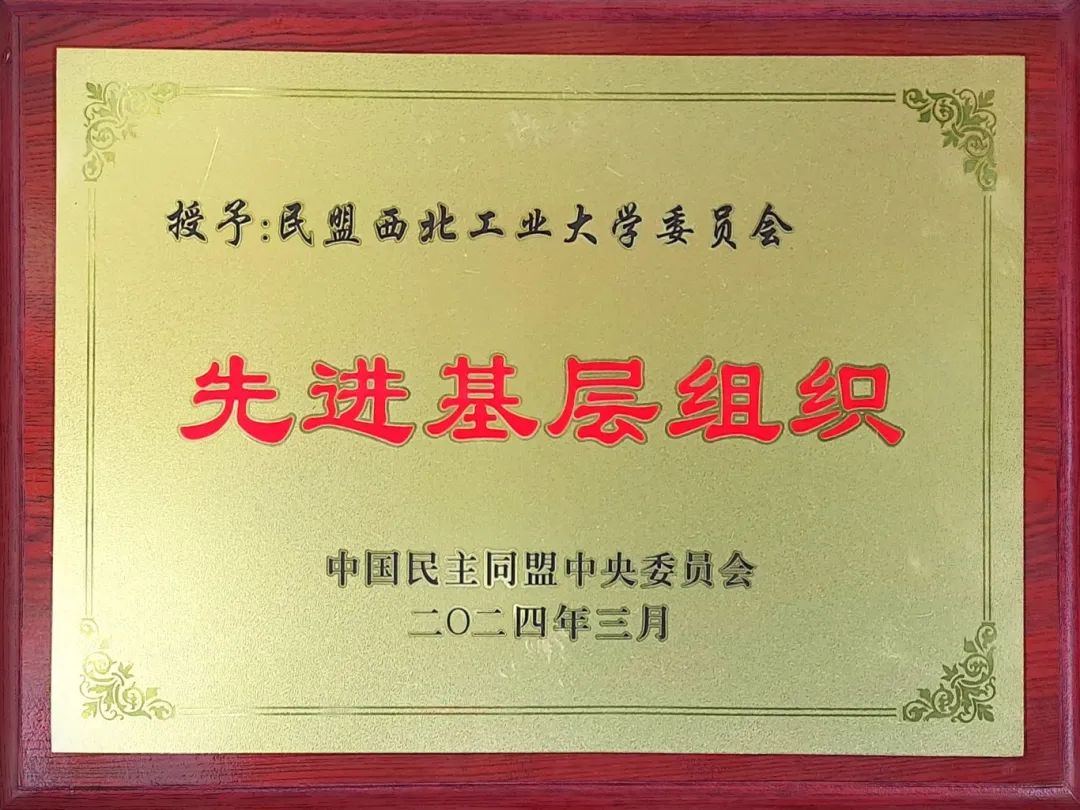 授予:民盟西北工业大学委员会
先进基层组织
中国民主同盟中央委员会
二〇二四年三月